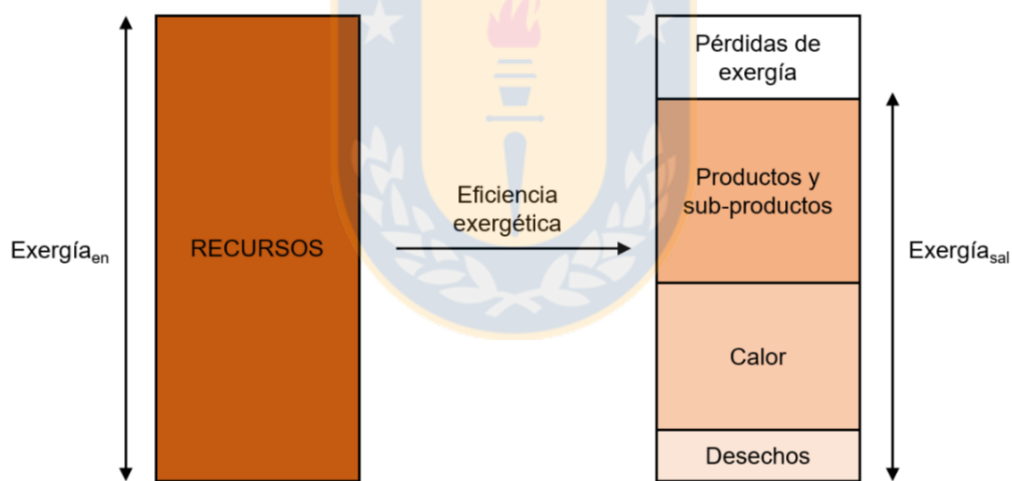 Pérdidas de
exergía
Productos y
sub-productos
Eficiencia
exergética
Exergíaen
RECURSOS
Exergíasal
Calor
Desechos